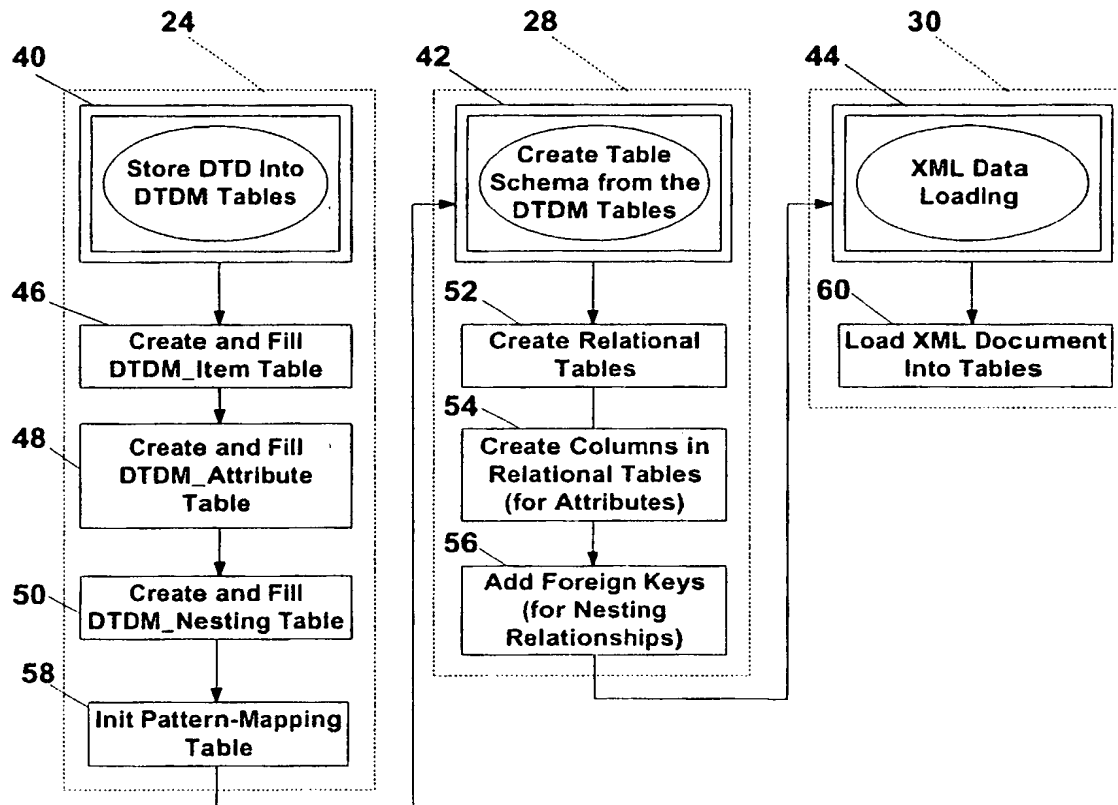 24
40
Store DTD Into
DTDM Tables
46
Create and Fill
DTDM_Item Table
48
Create and Fill
DTDM_Attribute
Table
50
Create and Fill
DTDM_Nesting Table
58
Init Pattern-Mapping
Table
28
42
Create Table
Schema from the
DTDM Tables
52
Create Relational
Tables
54
Create Columns in
Relational Tables
(for Attributes)
56
Add Foreign Keys
(for Nesting
Relationships)
30
44
XML Data
Loading
60
Load XML Document
Into Tables